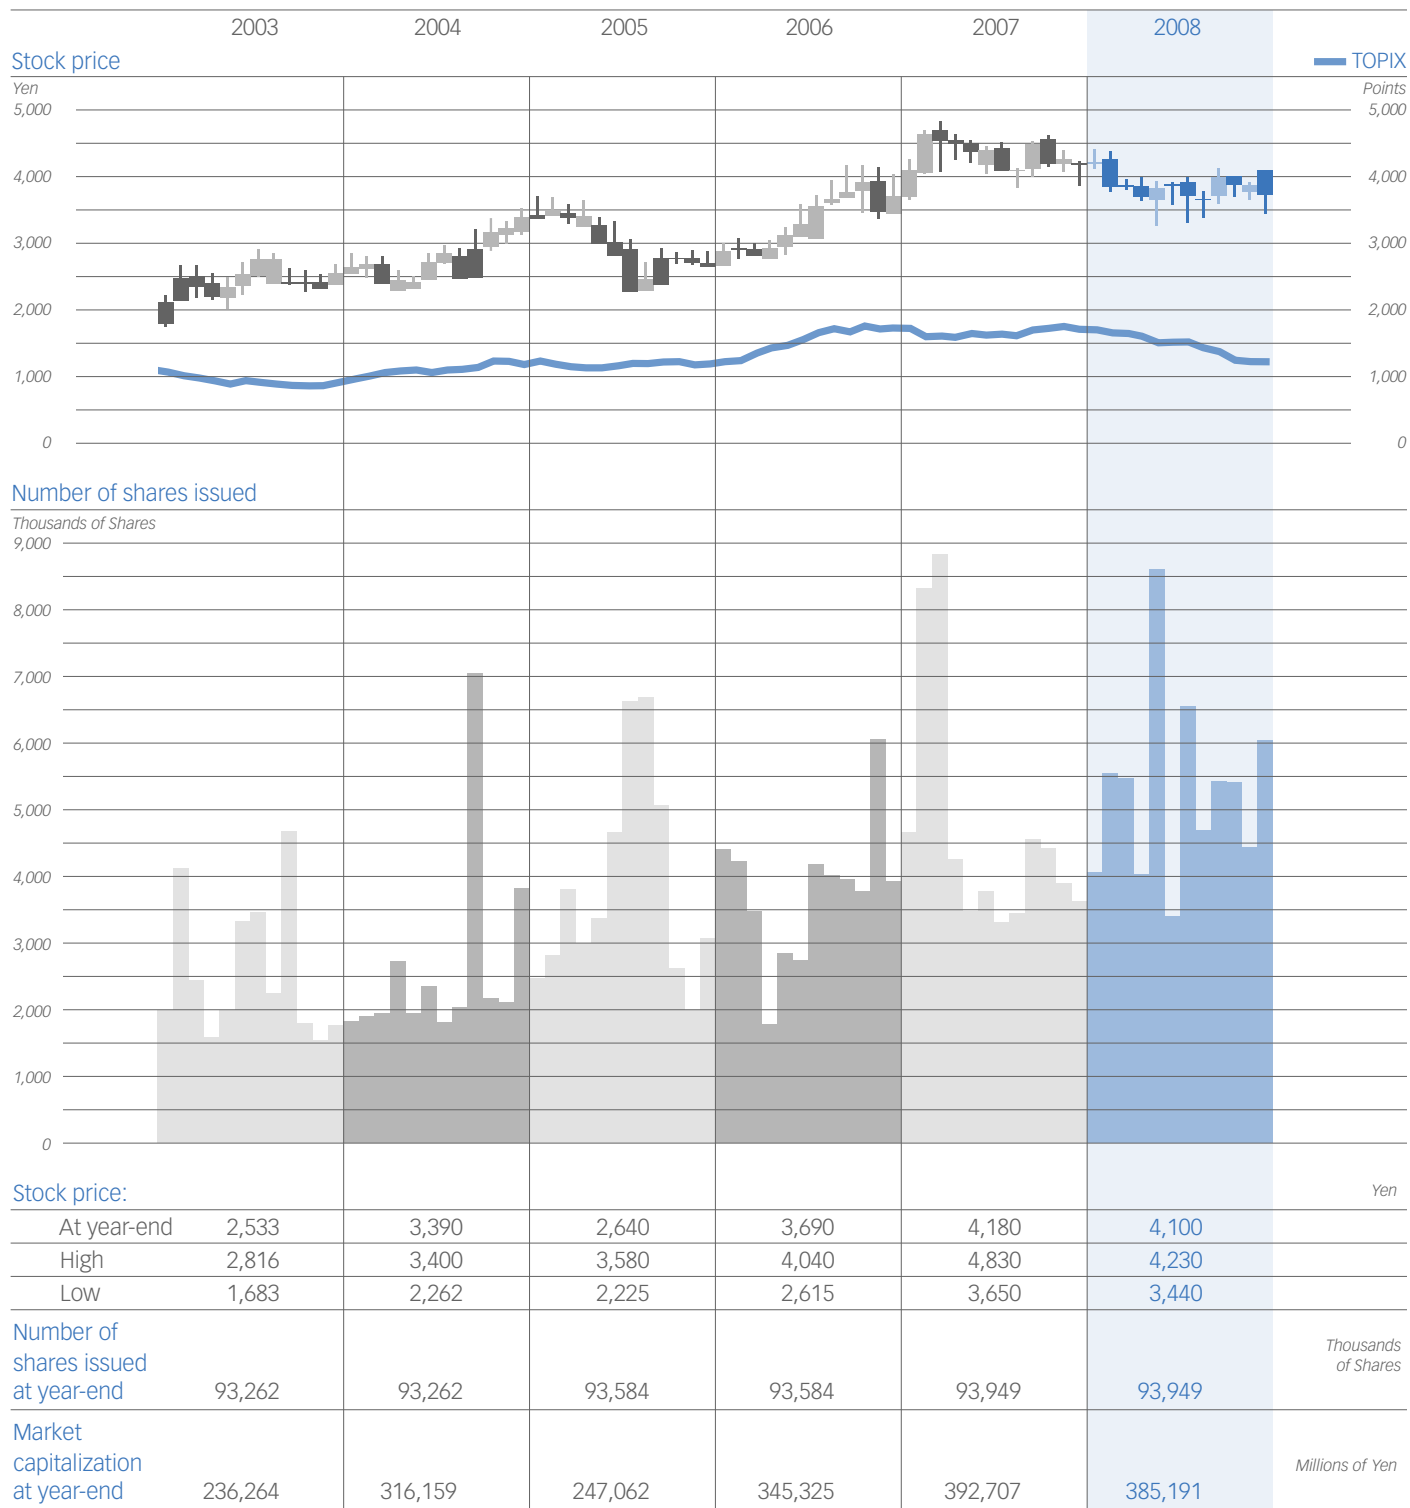 2003 2004 2005 2006 2007 2008
Stock price TOPIX
Yen Points
5,000 5,000
4,000 4,000
3,000 3,000
2,000 2,000
1,000 1,000
0 0
Number of shares issued
Thousands of Shares
9,000
8,000
7,000
6,000
5,000
4,000
3,000
2,000
1,000
0
Stock price: Yen
At year-end 2,533 3,390 2,640 3,690 4,180 4,100
High 2,816 3,400 3,580 4,040 4,830 4,230
Low 1,683 2,262 2,225 2,615 3,650 3,440
Number of
shares issued
at year-end 93,262 93,262 93,584 93,584 93,949 93,949
Thousands
of Shares
Market
capitalization
at year-end 236,264 316,159 247,062 345,325 392,707 385,191
Millions of Yen